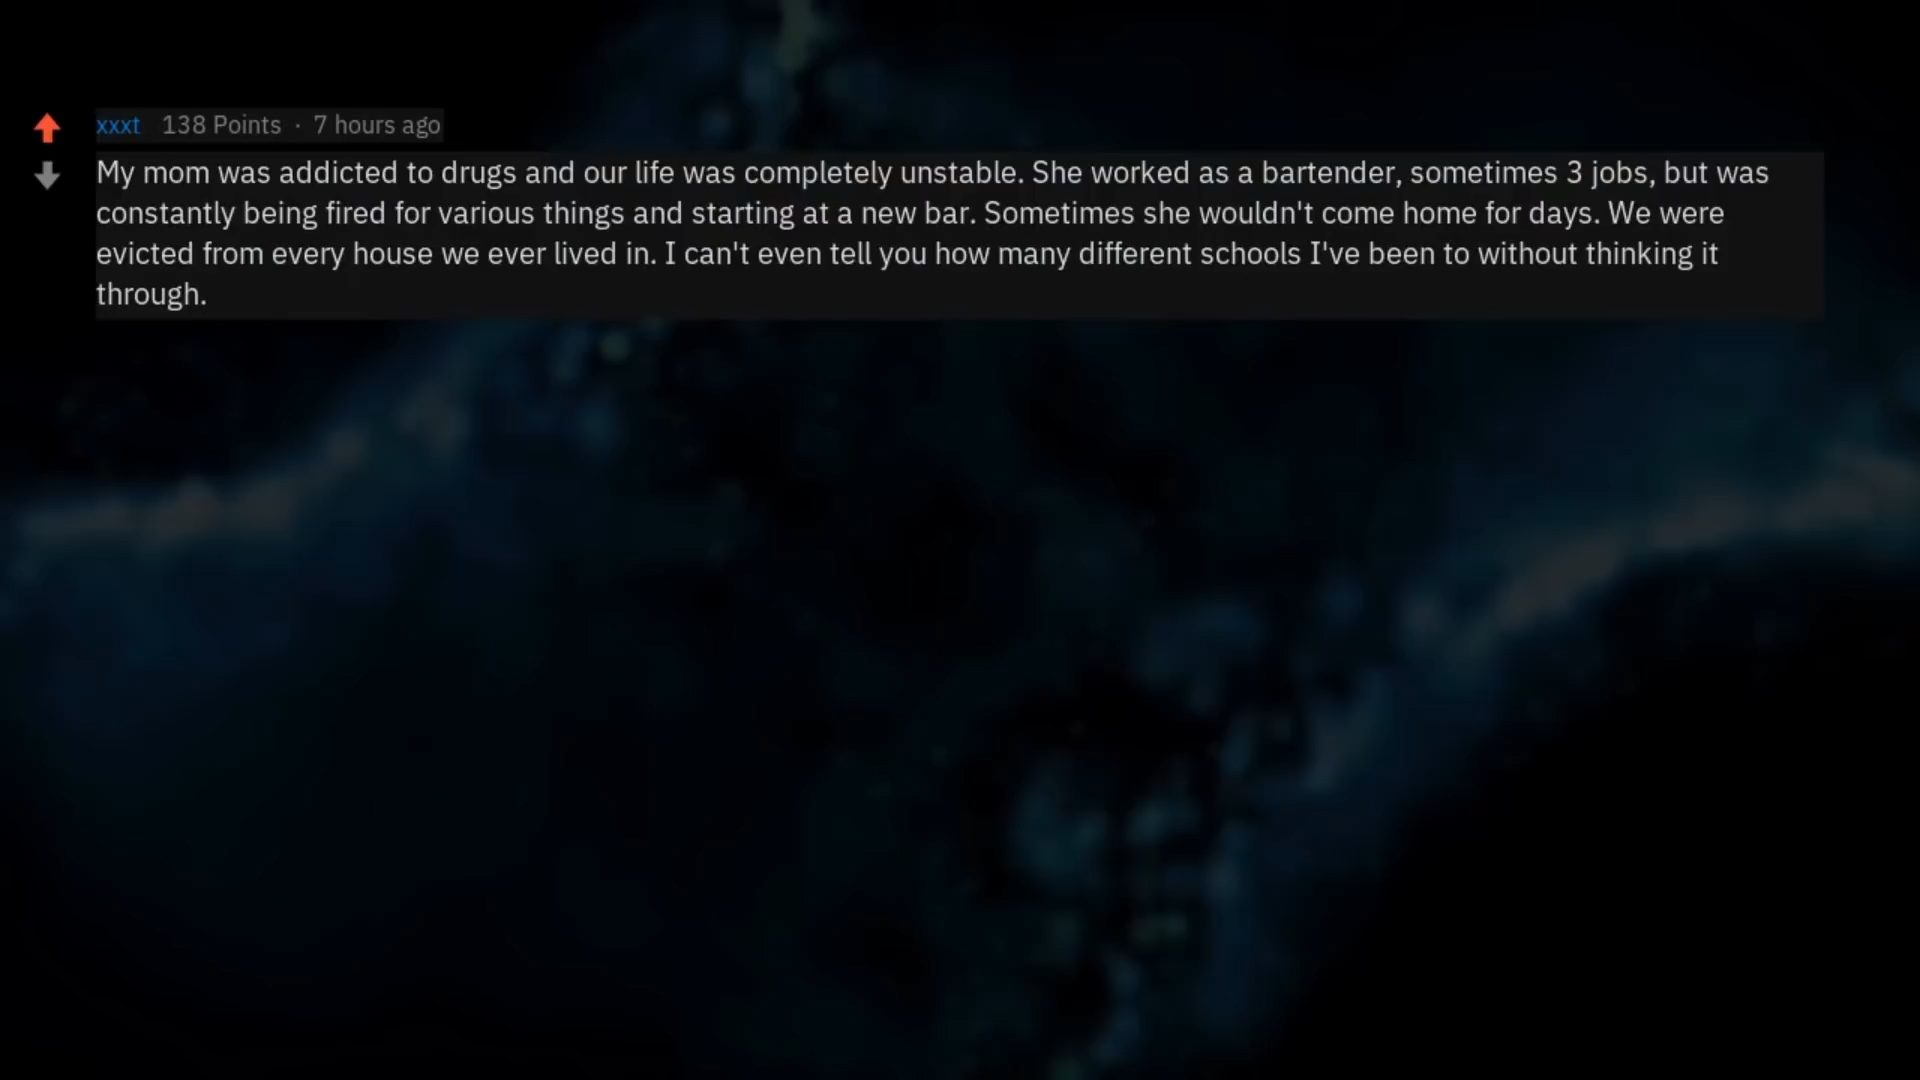 xxxt 138 Points · 7 hours ago
My mom was addicted to drugs and our life was completely unstable. She worked as a bartender, sometimes 3 jobs, but was
constantly being fired for various things and starting at a new bar. Sometimes she wouldn't come home for days. We were
evicted from every house we ever lived in. I can't even tell you how many different schools I've been to without thinking it
through.